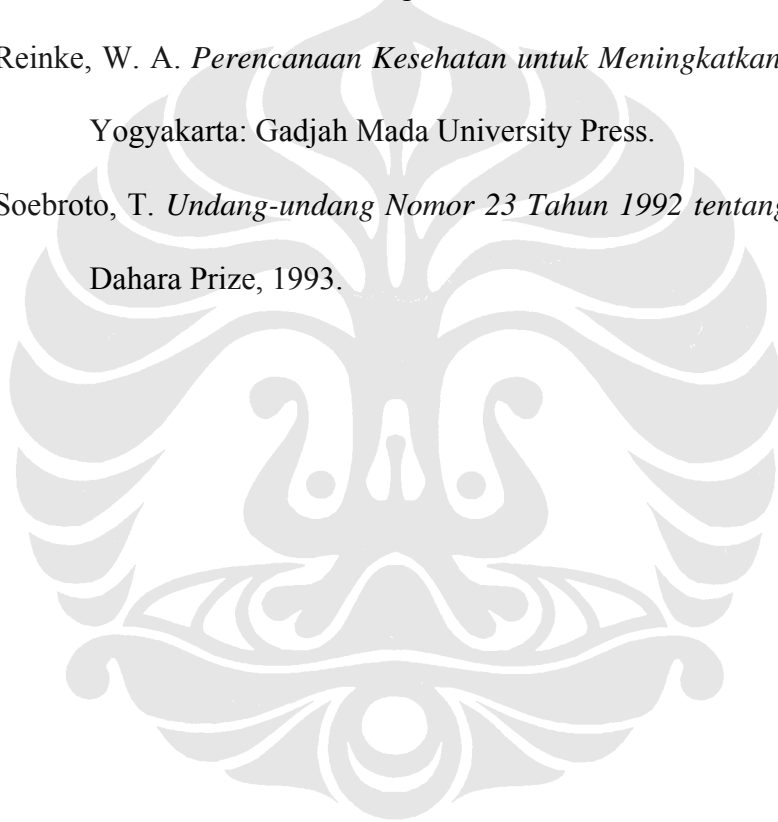 Reinke, W. A. Perencanaan Kesehatan untuk Meningkatkan
Yogyakarta: Gadjah Mada University Press.
Soebroto, T. Undang-undang Nomor 23 Tahun 1992 tentang
Dahara Prize, 1993.